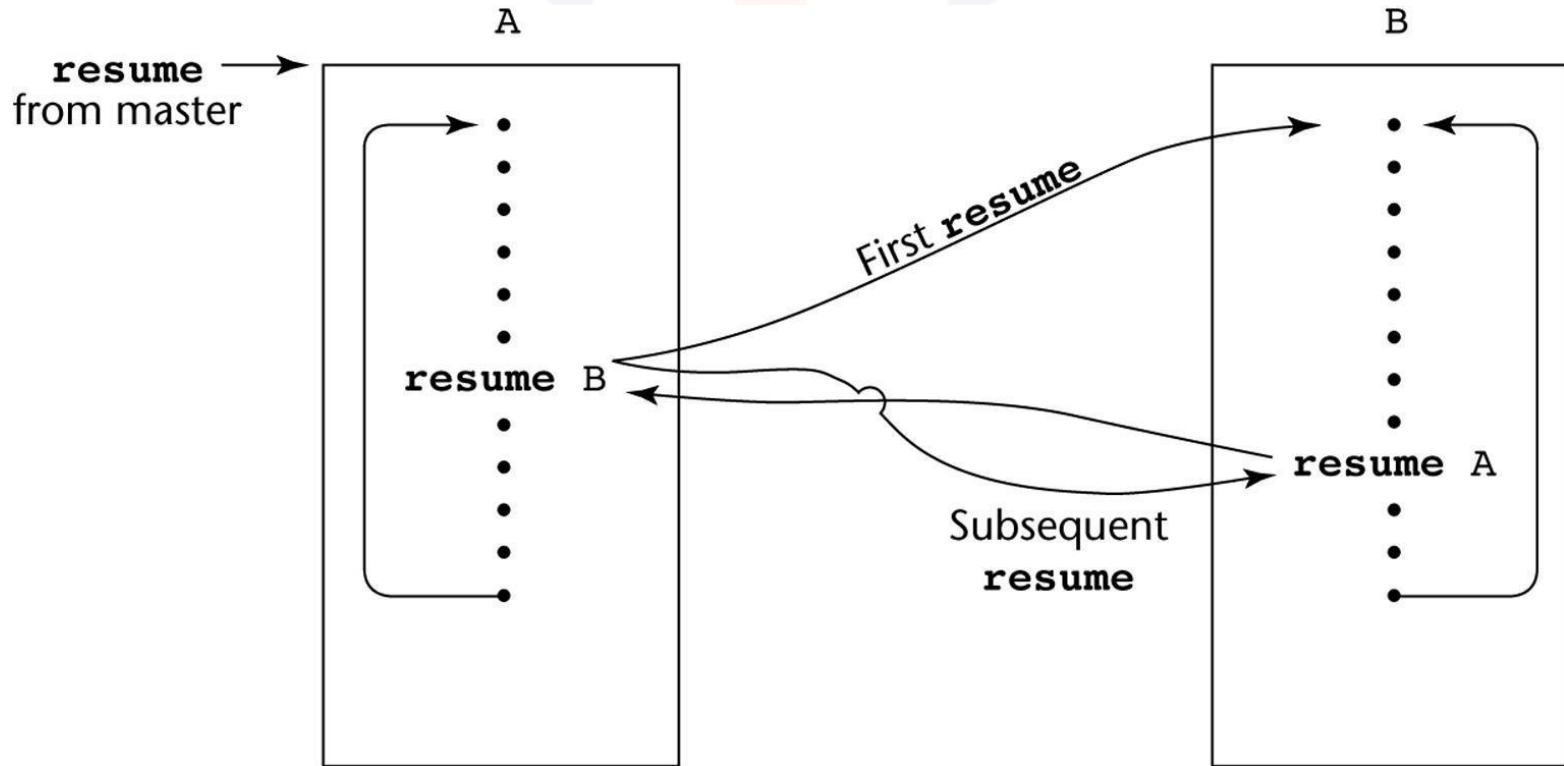 A
B
resume
from master
First resume
resume B
resume A
Subsequent
resume